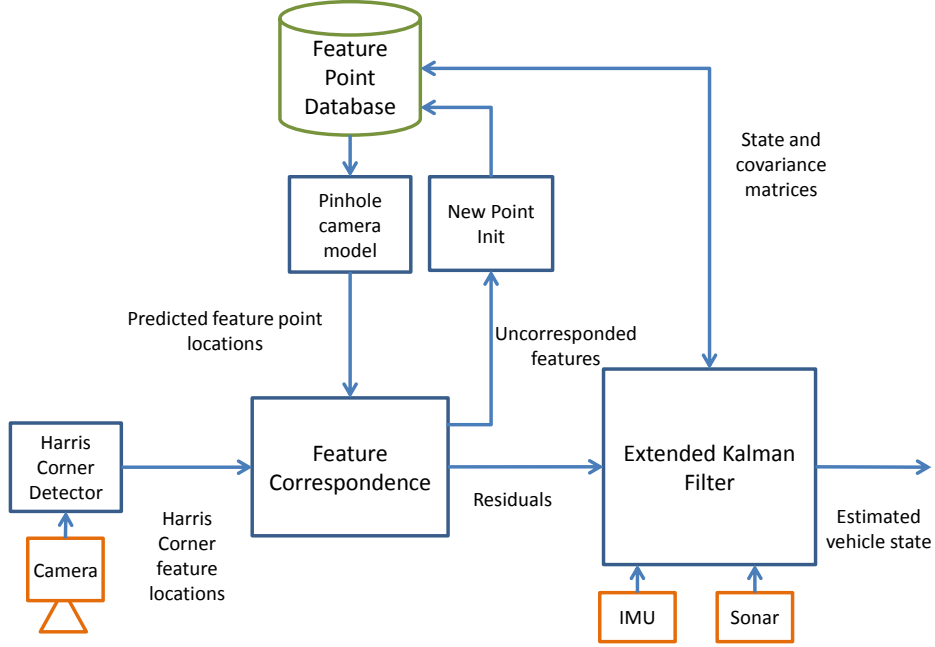 Feature
Point
Database
State and
covariance
matrices
Pinhole
camera
model
New Point
Init
Predicted feature point
locations
Uncorresponded
features
Harris
Corner
Detector
Feature
Correspondence
Extended Kalman
Filter
Residuals
Harris
Corner
feature
locations
Estimated
vehicle state
Camera
IMU
Sonar